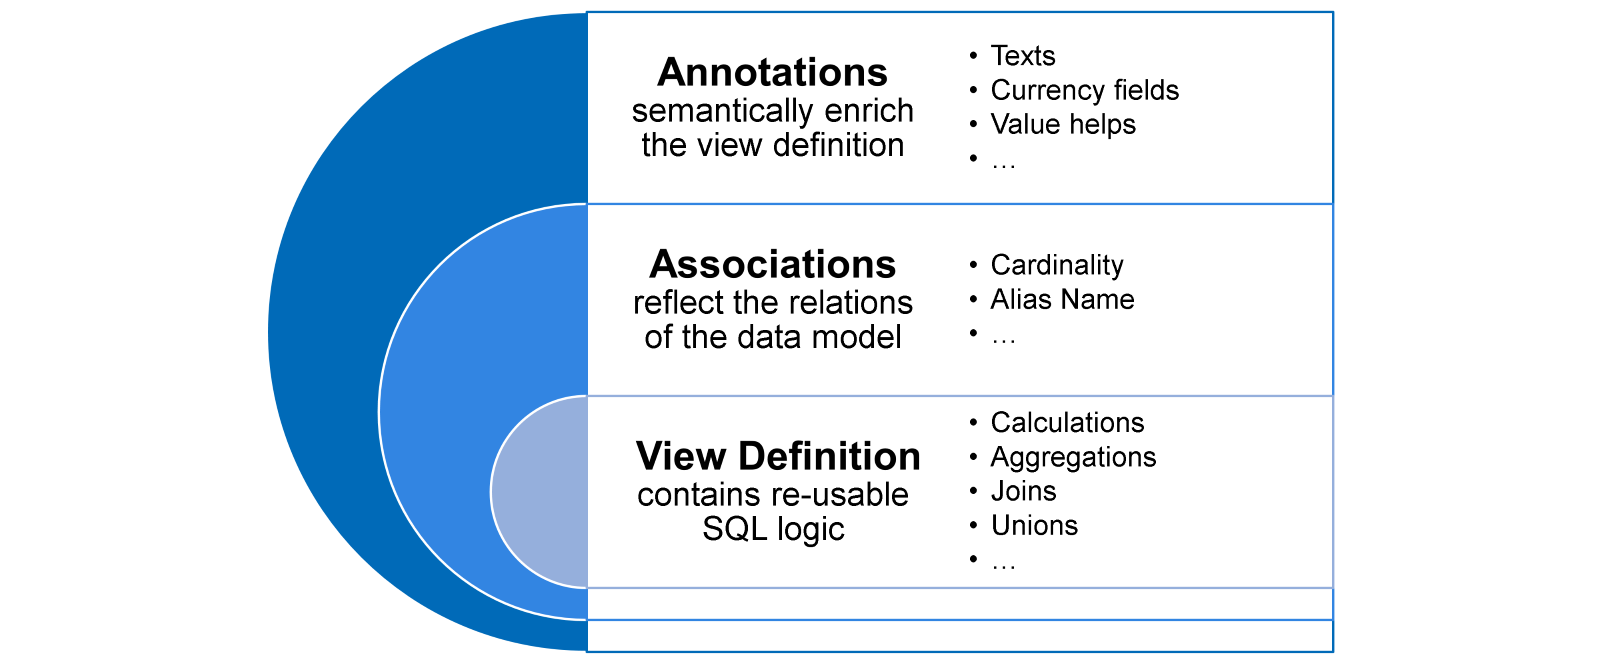 Annotations
semantically enrich
the view definition
• Texts
• Currency fields
• Value helps
• …
Associations
reflect the relations
of the data model
• Cardinality
• Alias Name
• …
View Definition
contains re-usable
SQL logic
• Calculations
• Aggregations
• Joins
• Unions
• …